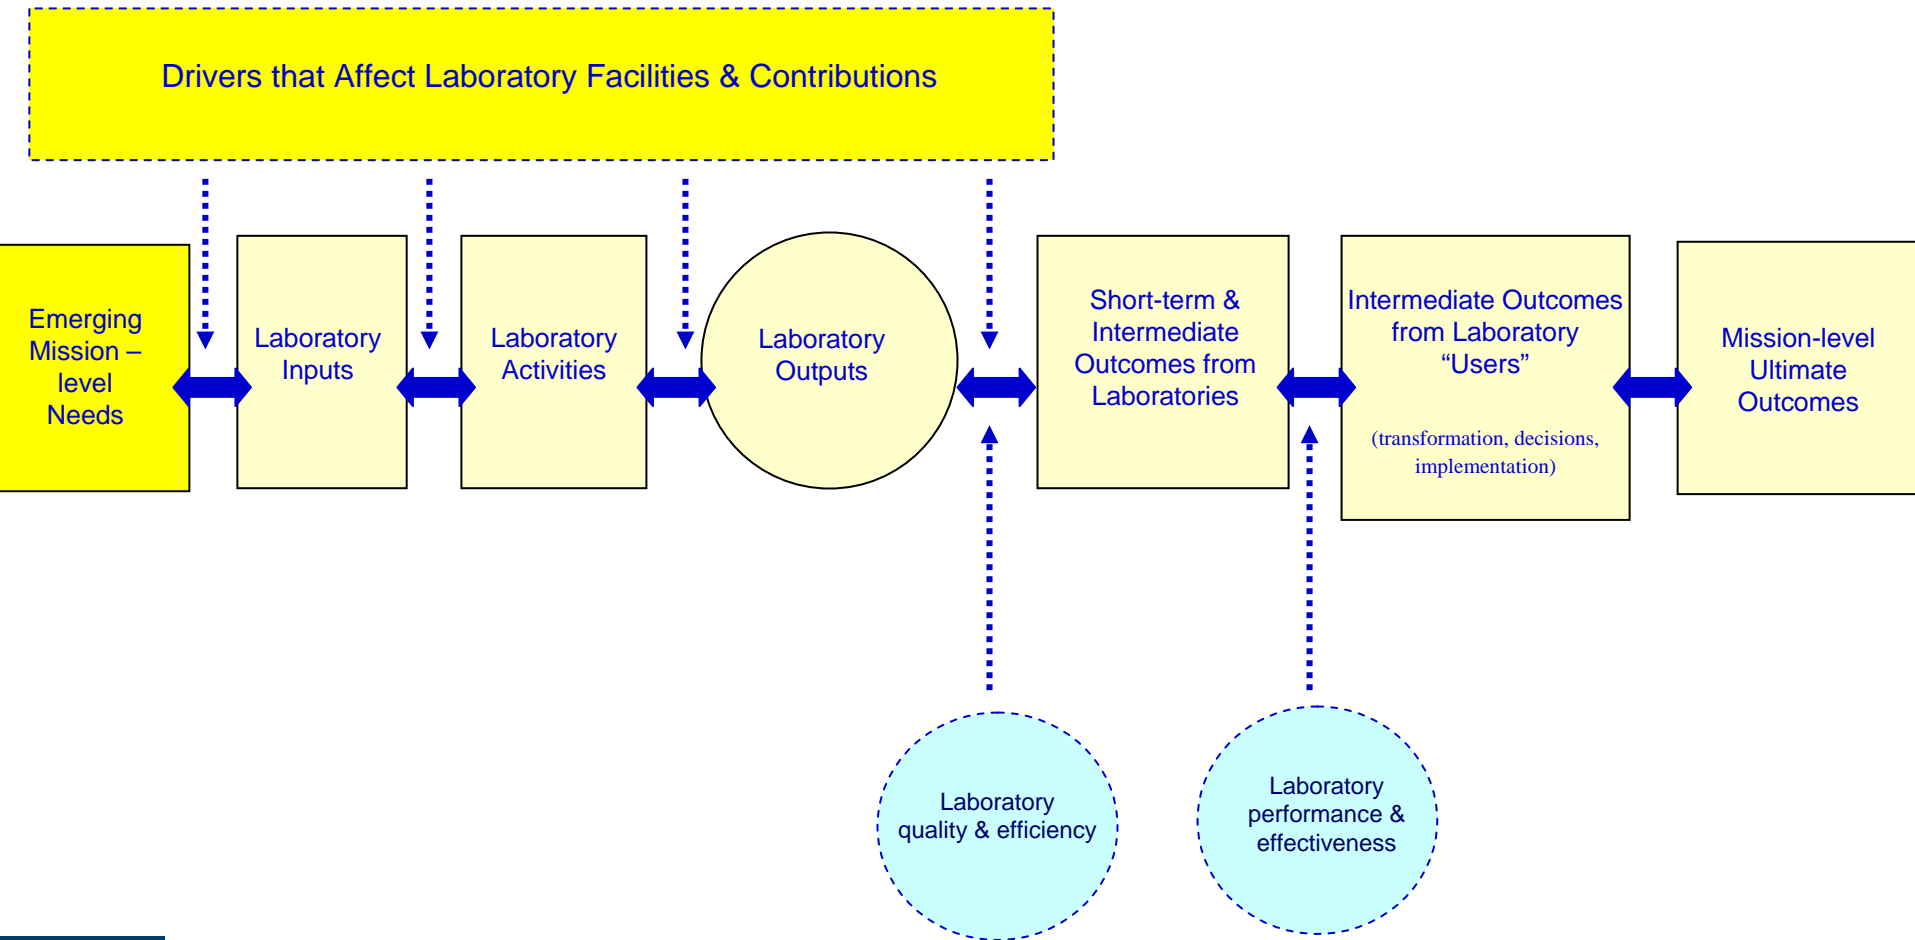 Drivers that Affect Laboratory Facilities & Contributions
Emerging
Mission –
level
Needs
Laboratory
Inputs
Laboratory
Activities
Laboratory
Outputs
Short-term &
Intermediate
Outcomes from
Laboratories
Intermediate Outcomes
from Laboratory
“Users”
(transformation, decisions,
implementation)
Mission-level
Ultimate
Outcomes
Laboratory
quality & efficiency
Laboratory
performance &
effectiveness